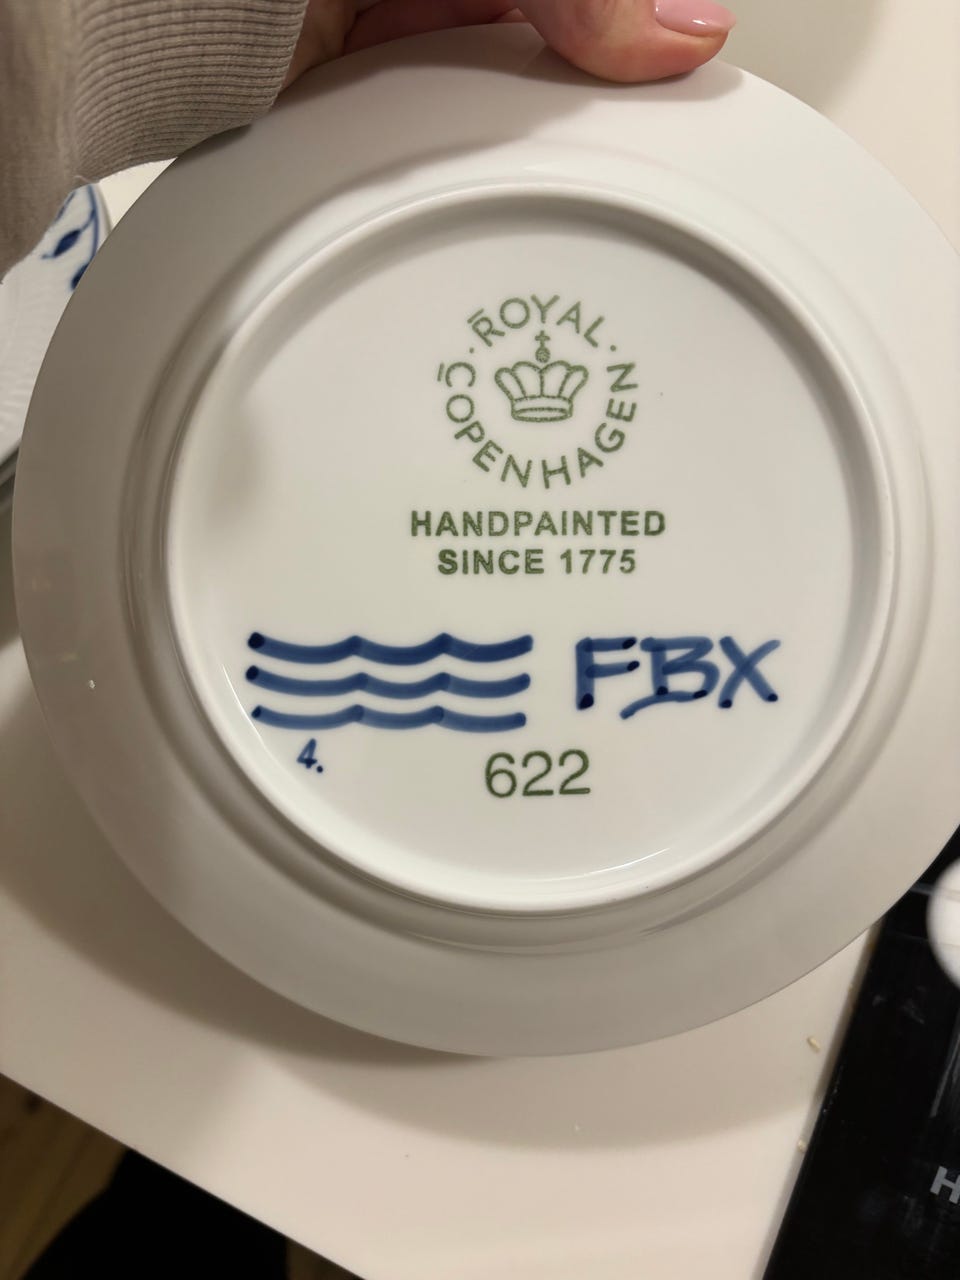 ROYAL
COPENHAGEN
HANDPAINTED
SINCE 1775
FBX
4.
622
H